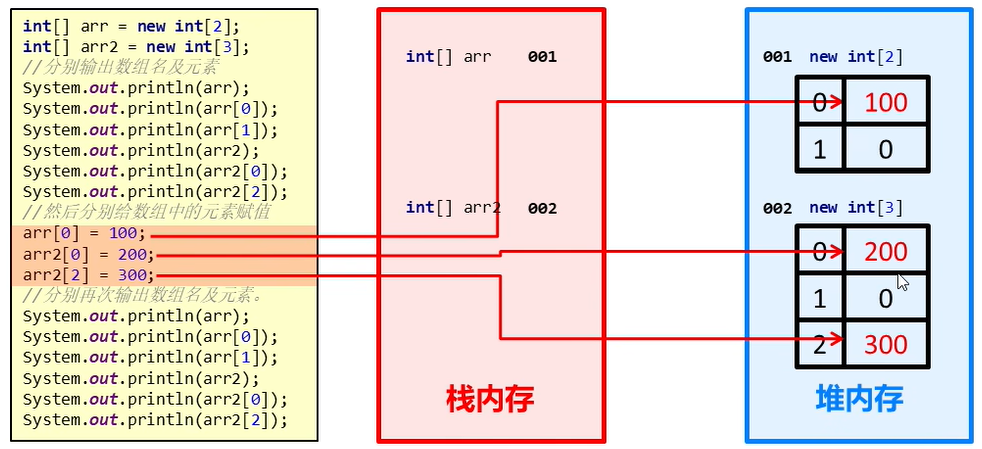 int[] arr = new int[2];
int[] arr2 = new int[3];
//分别输出数组名及元素
System.out.println(arr);
System.out.println(arr[0]);
System.out.println(arr[1]);
System.out.println(arr2);
System.out.println(arr2[0]);
System.out.println(arr2[2]);
//然后分别给数组中的元素赋值
arr[0] = 100;
arr2[0] = 200;
arr2[2] = 300;
//分别再次输出数组名及元素。
System.out.println(arr);
System.out.println(arr[0]);
System.out.println(arr[1]);
System.out.println(arr2);
System.out.println(arr2[0]);
System.out.println(arr2[2]);
int[] arr 001
int[] arr2 002
栈内存
001 new int[2]
0 100
1 0
002 new int[3]
0 200
1 0
2 300
堆内存